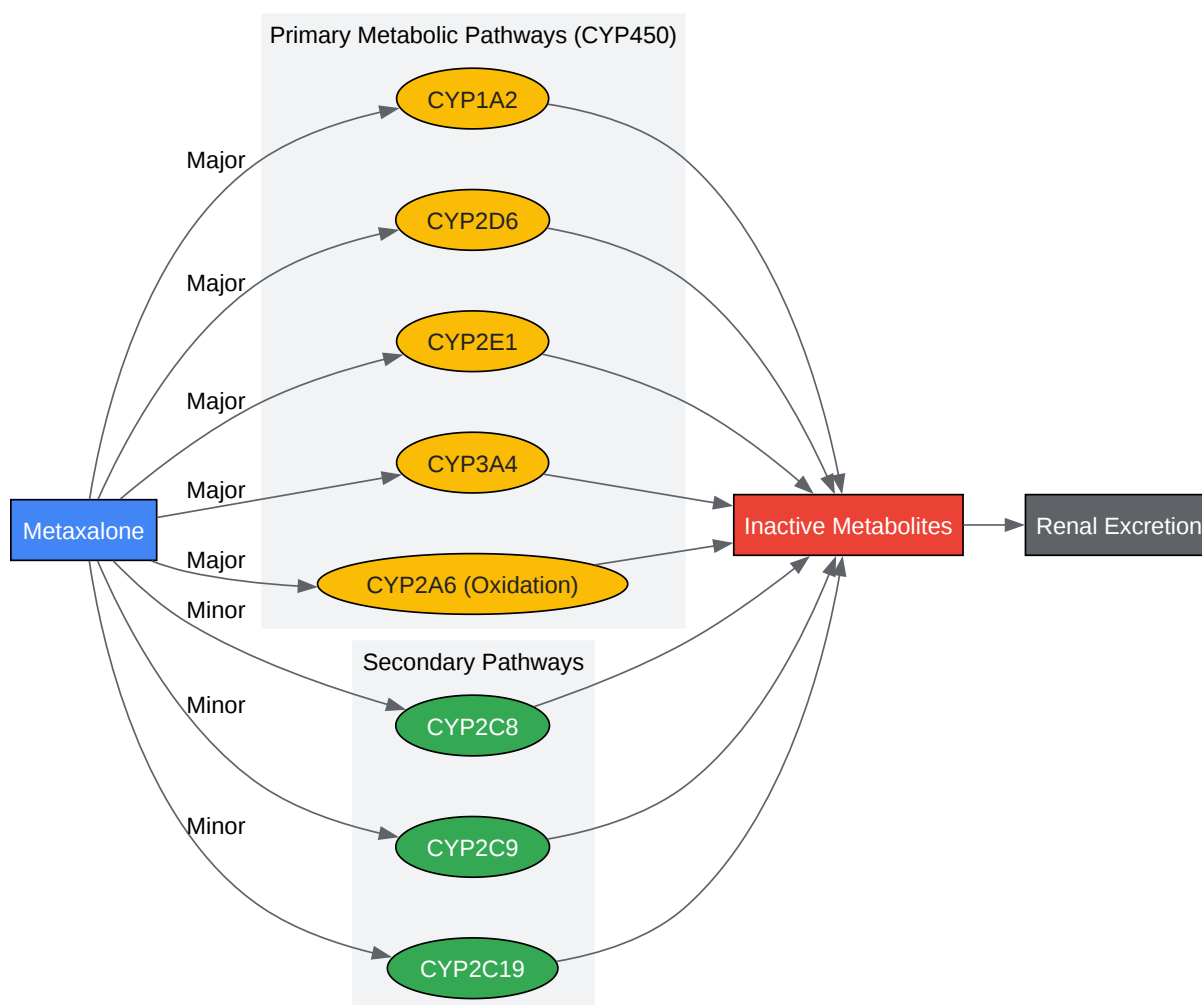 Primary Metabolic Pathways (CYP450)
CYP1A2
Major
CYP2D6
Major
CYP2E1
Major
CYP3A4
Major
Metaxalone
Inactive Metabolites
Renal Excretion
Major
CYP2A6 (Oxidation)
Minor
Secondary Pathways
Minor
CYP2C8
Minor
CYP2C9
CYP2C19